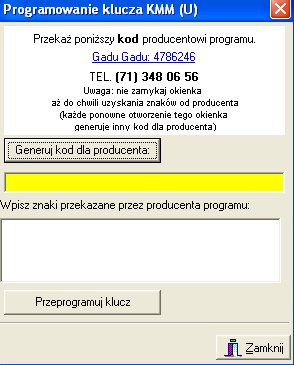 Programowanie klucza KMM (U)
Przekaż poniższy kod producentowi programu.
Gadu Gadu: 4786246
TEL. (71) 348 06 56
Uwaga: nie zamykaj okienka
aż do chwili uzyskania znaków od producenta
(każde ponowne otworzenie tego okienka
generuje inny kod dla producenta)
Generuj kod dla producenta:
Wpisz znaki przekazane przez producenta programu:
Przeprogramuj klucz
Zamknij